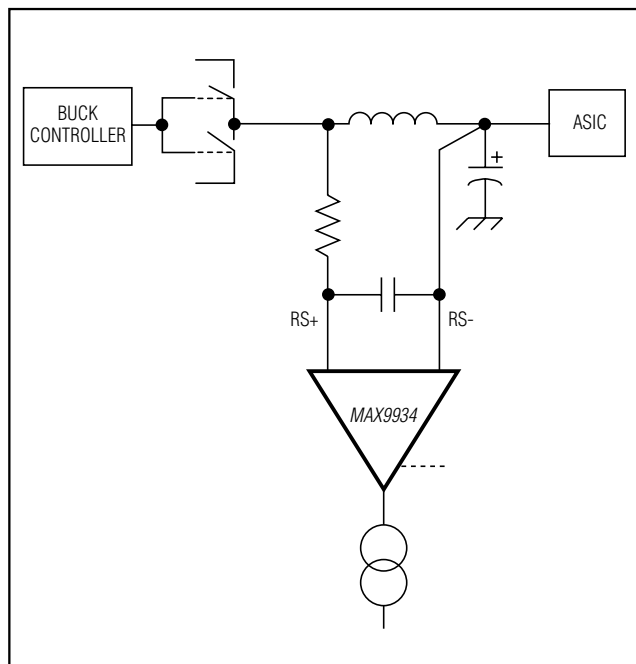 BUCK
CONTROLLER
ASIC
+
RS+
RS-
MAX9934